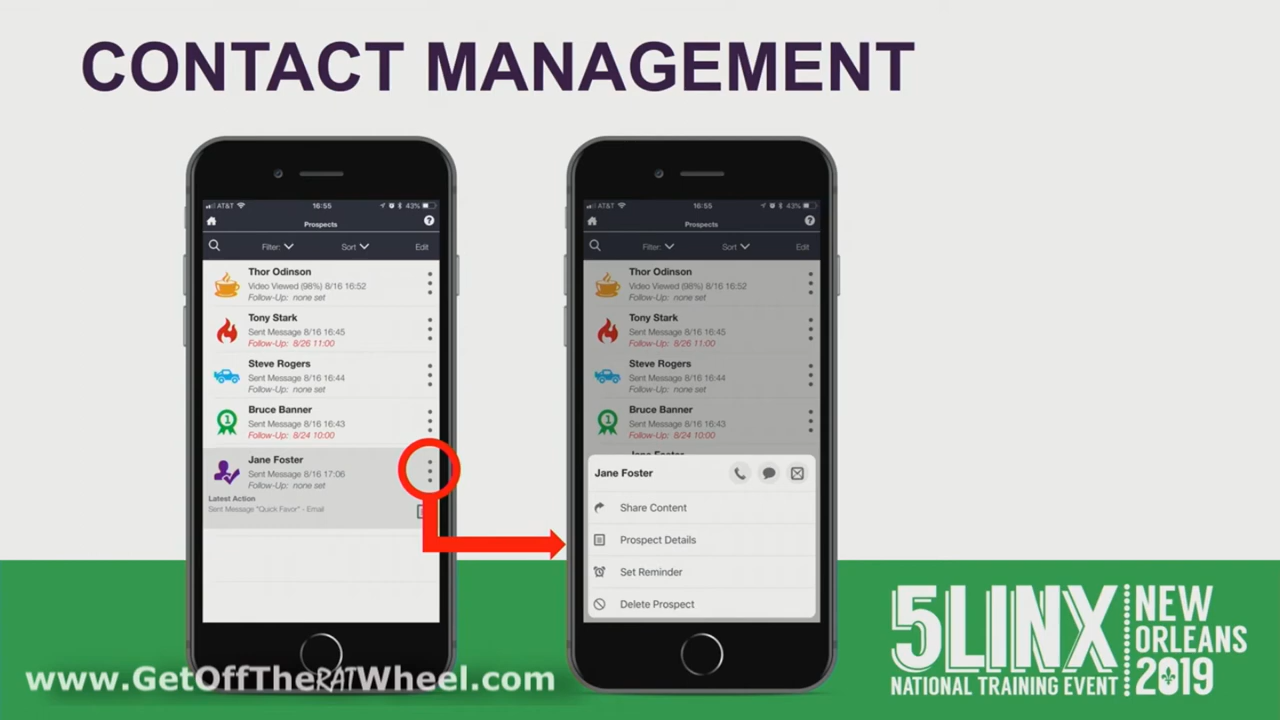 CONTACT MANAGEMENT
AT&T 16:55 43%
Prospects
Filter: Sort Edit
Thor Odinson
Video Viewed (98%) 8/16 16:52
Follow-Up: none set
Tony Stark
Sent Message 8/16 16:45
Follow-Up: 8/26 11:00
Steve Rogers
Sent Message 8/16 16:44
Follow-Up: none set
1
Bruce Banner
Sent Message 8/16 16:43
Follow-Up: 8/24 10:00
Jane Foster
Sent Message 8/16 17:06
Follow-Up: none set
Latest Action
Sent Message "Quick Favor" - Email
AT&T 16:55 43%
Prospects
Filter: Sort Edit
Thor Odinson
Video Viewed (98%) 8/16 16:52
Follow-Up: none set
Tony Stark
Sent Message 8/16 16:45
Follow-Up: 8/26 11:00
Steve Rogers
Sent Message 8/16 16:44
Follow-Up: none set
1
Bruce Banner
Sent Message 8/16 16:43
Follow-Up: 8/24 10:00
Jane Foster
Share Content
Prospect Details
Set Reminder
Delete Prospect
www.GetOffTheRATWheel.com
5LINX
NATIONAL TRAINING EVENT
NEW
ORLEANS
2019